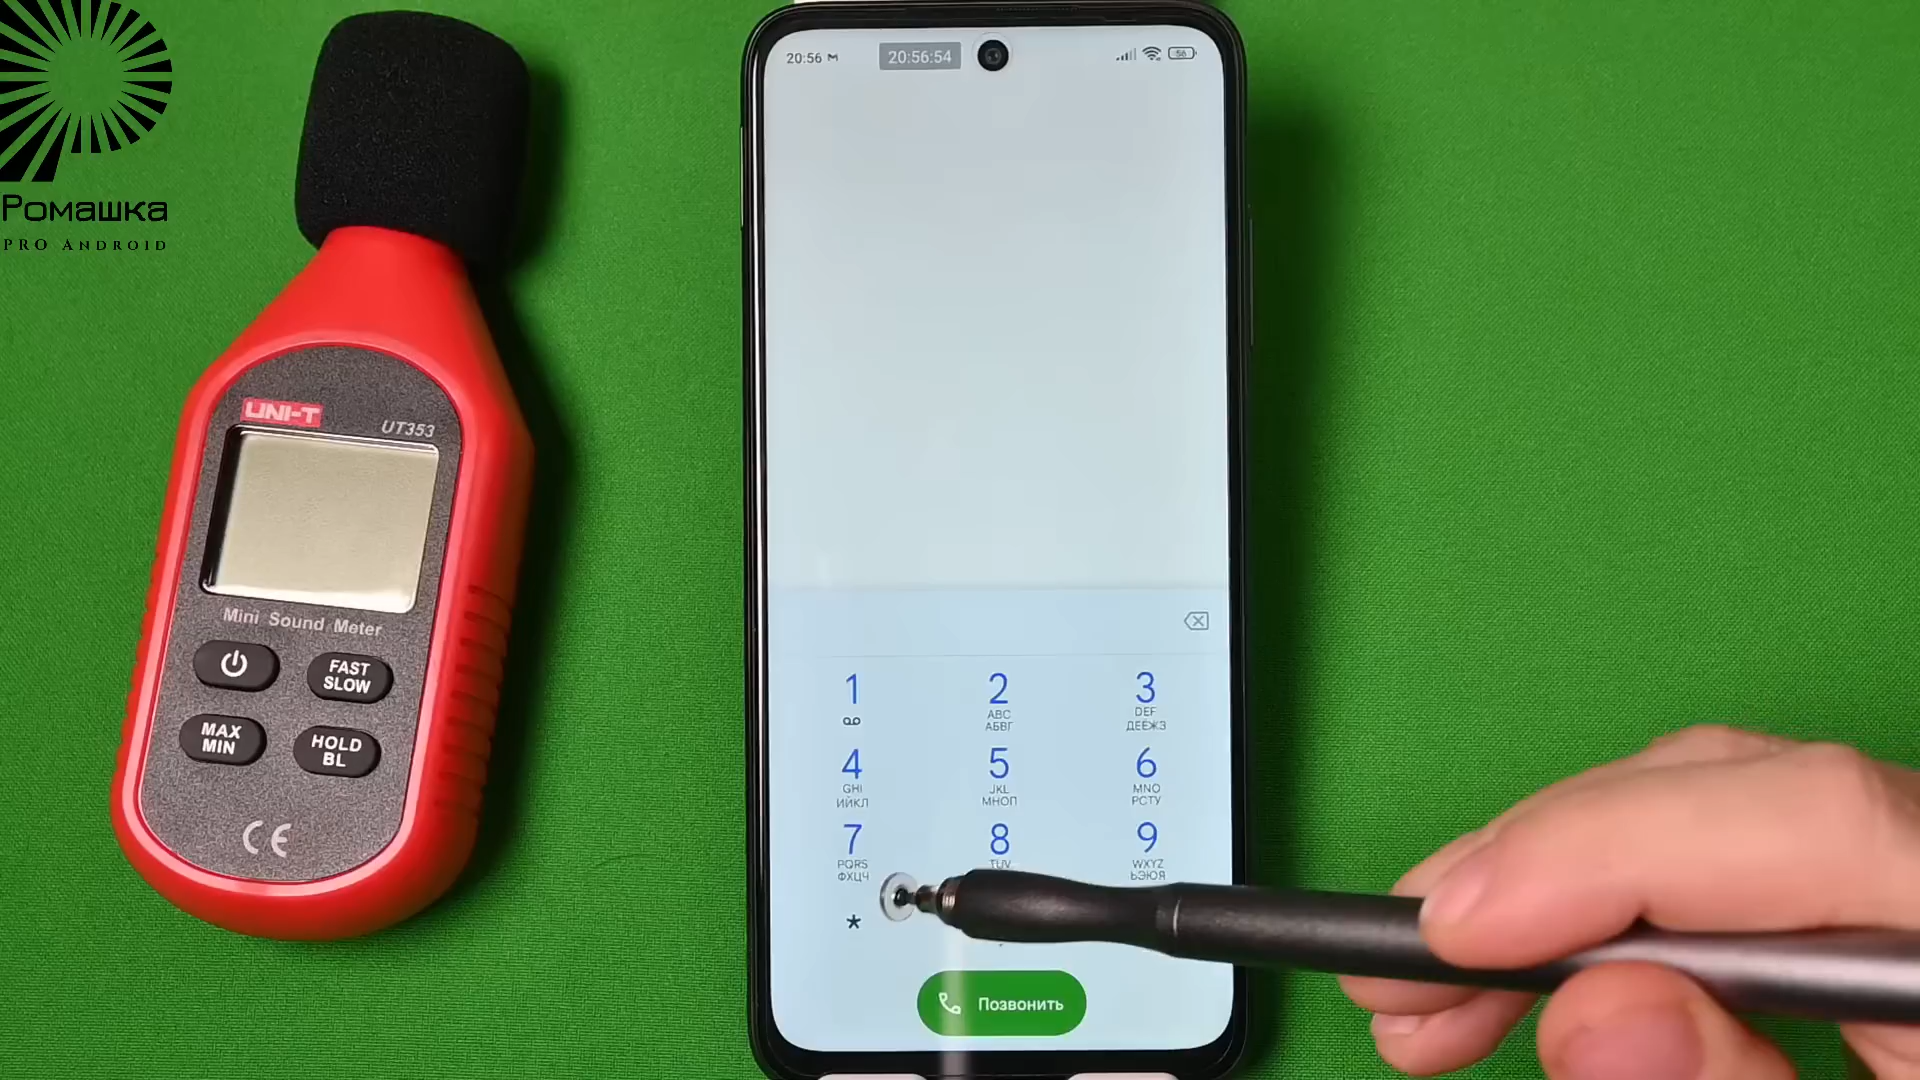 Ромашка
PRO Android
UNI-T
UT353
Mini Sound Meter
FAST
SLOW
MAX
MIN
HOLD
BL
CE
20:56
20:56:54
56
1
2
ABC
АБВГ
3
DEF
ДЕЁЖЗ
4
GHI
ИЙКЛ
5
JKL
МНОП
6
MNO
РСТУ
7
PQRS
ФХЦЧ
8
TUV
9
WXYZ
ЬЭЮЯ
*
Позвонить